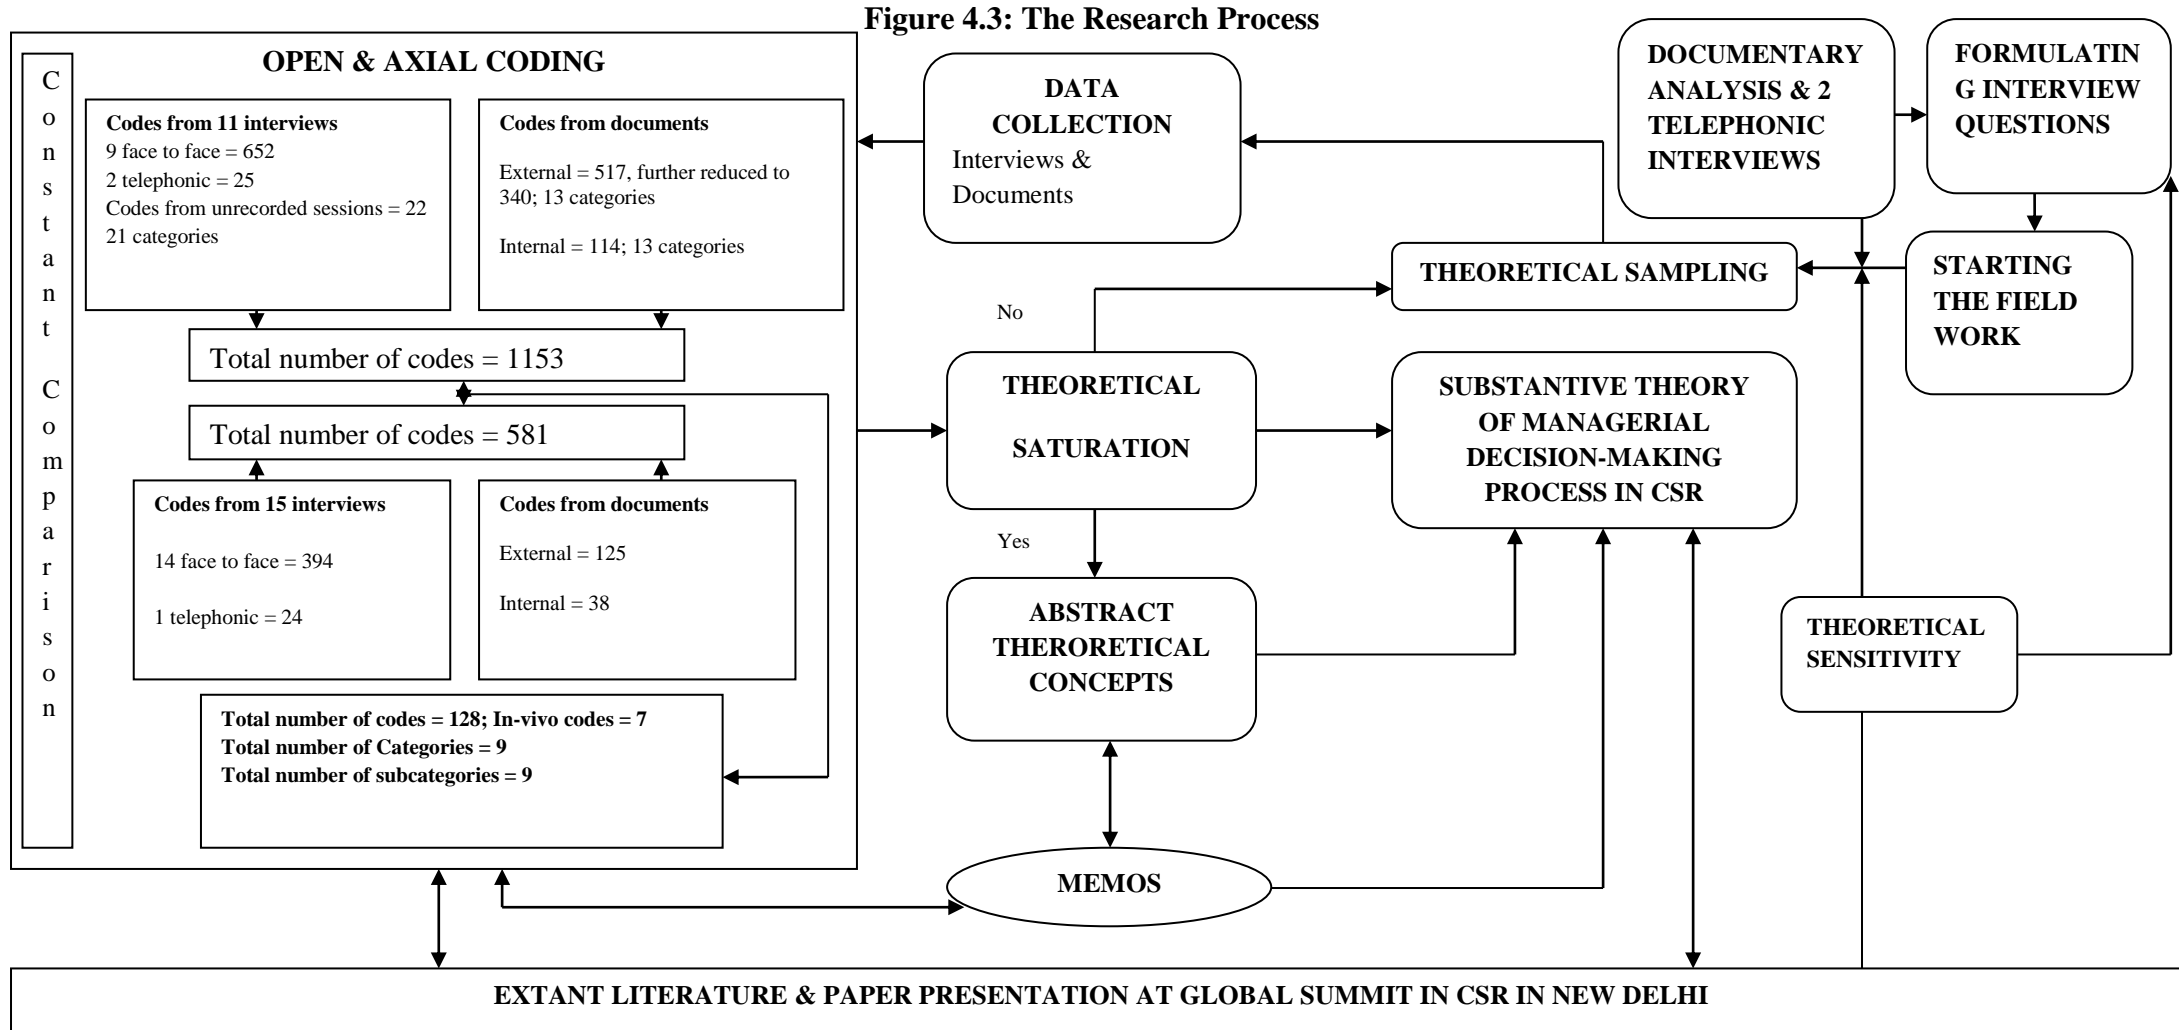 Figure 4.3: The Research Process
OPEN & AXIAL CODING
Constant Comparison
Codes from 11 interviews
9 face to face = 652
2 telephonic = 25
Codes from unrecorded sessions = 22
21 categories
Codes from documents
External = 517, further reduced to
340; 13 categories
Internal = 114; 13 categories
Total number of codes = 1153
Total number of codes = 581
Codes from 15 interviews
14 face to face = 394
1 telephonic = 24
Codes from documents
External = 125
Internal = 38
Total number of codes = 128; In-vivo codes = 7
Total number of Categories = 9
Total number of subcategories = 9
DATA
COLLECTION
Interviews &
Documents
DOCUMENTARY
ANALYSIS & 2
TELEPHONIC
INTERVIEWS
FORMULATIN
G INTERVIEW
QUESTIONS
THEORETICAL SAMPLING
STARTING
THE FIELD
WORK
No
THEORETICAL
SATURATION
SUBSTANTIVE THEORY
OF MANAGERIAL
DECISION-MAKING
PROCESS IN CSR
Yes
ABSTRACT
THERORETICAL
CONCEPTS
THEORETICAL
SENSITIVITY
MEMOS
EXTANT LITERATURE & PAPER PRESENTATION AT GLOBAL SUMMIT IN CSR IN NEW DELHI